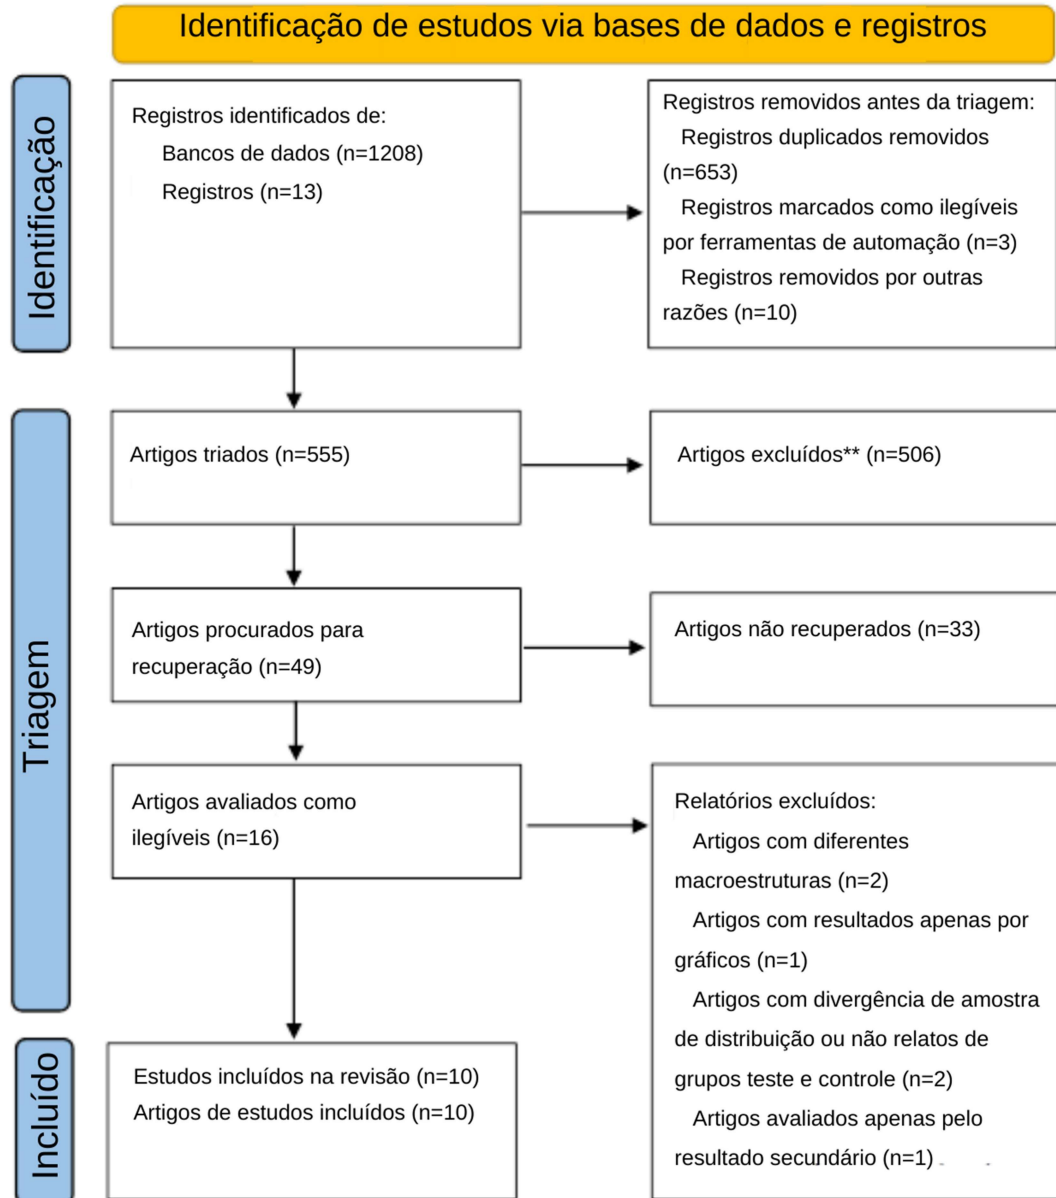 Identificação de estudos via bases de dados e registros
Identificação
Registros identificados de:
Bancos de dados (n=1208)
Registros (n=13)
Registros removidos antes da triagem:
Registros duplicados removidos
(n=653)
Registros marcados como ilegíveis
por ferramentas de automação (n=3)
Registros removidos por outras
razões (n=10)
Triagem
Artigos triados (n=555)
Artigos excluídos** (n=506)
Artigos procurados para
recuperação (n=49)
Artigos não recuperados (n=33)
Artigos avaliados como
ilegíveis (n=16)
Relatórios excluídos:
Artigos com diferentes
macroestruturas (n=2)
Artigos com resultados apenas por
gráficos (n=1)
Artigos com divergência de amostra
de distribuição ou não relatos de
grupos teste e controle (n=2)
Artigos avaliados apenas pelo
resultado secundário (n=1)
Incluído
Estudos incluídos na revisão (n=10)
Artigos de estudos incluídos (n=10)